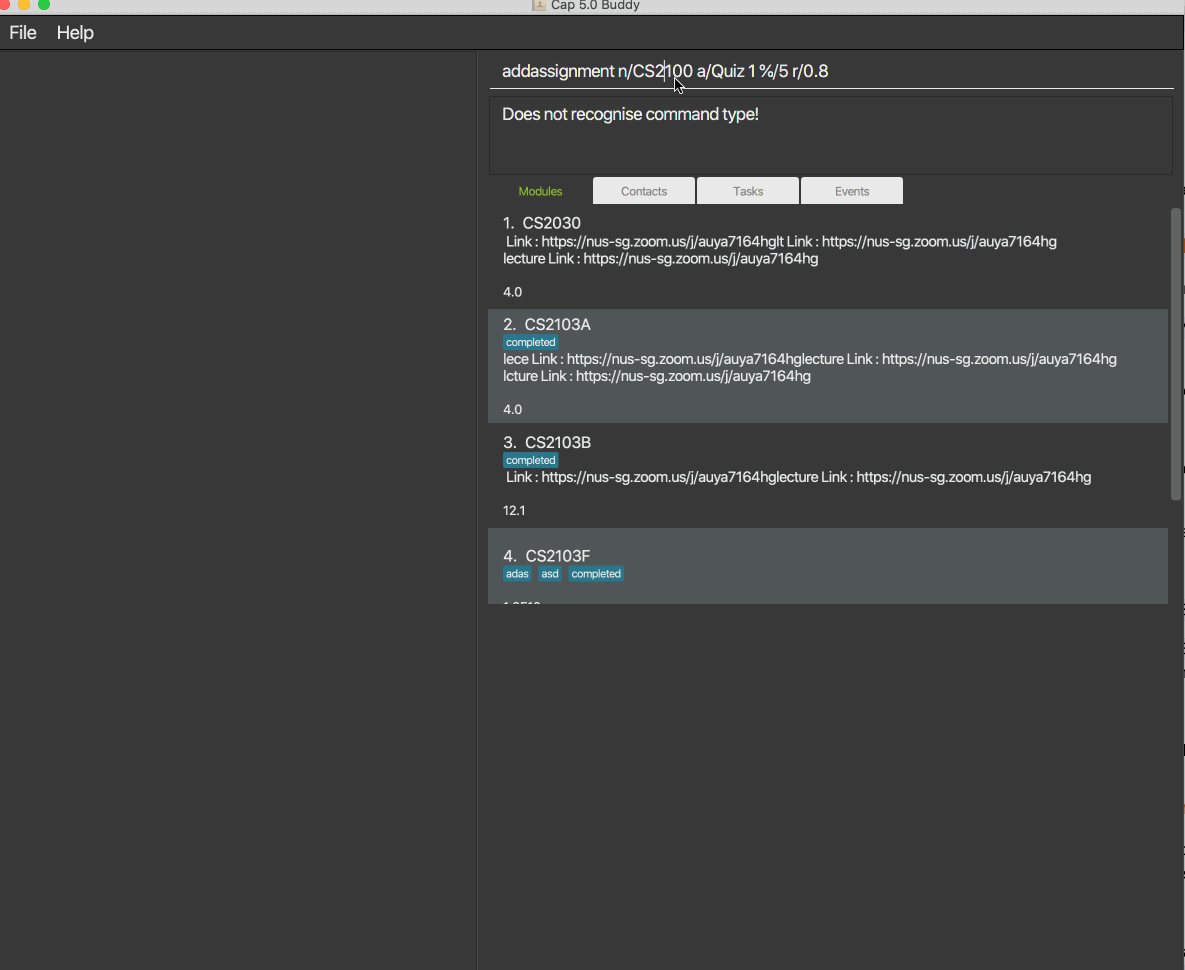 Cap 5.0 Buddy
File Help
addassignment n/CS2100 a/Quiz 1 %/5 r/0.8
Does not recognise command type!
Modules Contacts Tasks Events
1. CS2030
Link : https://nus-sg.zoom.us/j/auya7164hglt Link : https://nus-sg.zoom.us/j/auya7164hg
lecture Link : https://nus-sg.zoom.us/j/auya7164hg
4.0
2. CS2103A
completed
lece Link : https://nus-sg.zoom.us/j/auya7164hglecture Link : https://nus-sg.zoom.us/j/auya7164hg
lcture Link : https://nus-sg.zoom.us/j/auya7164hg
4.0
3. CS2103B
completed
Link : https://nus-sg.zoom.us/j/auya7164hglecture Link : https://nus-sg.zoom.us/j/auya7164hg
12.1
4. CS2103F
adas asd completed